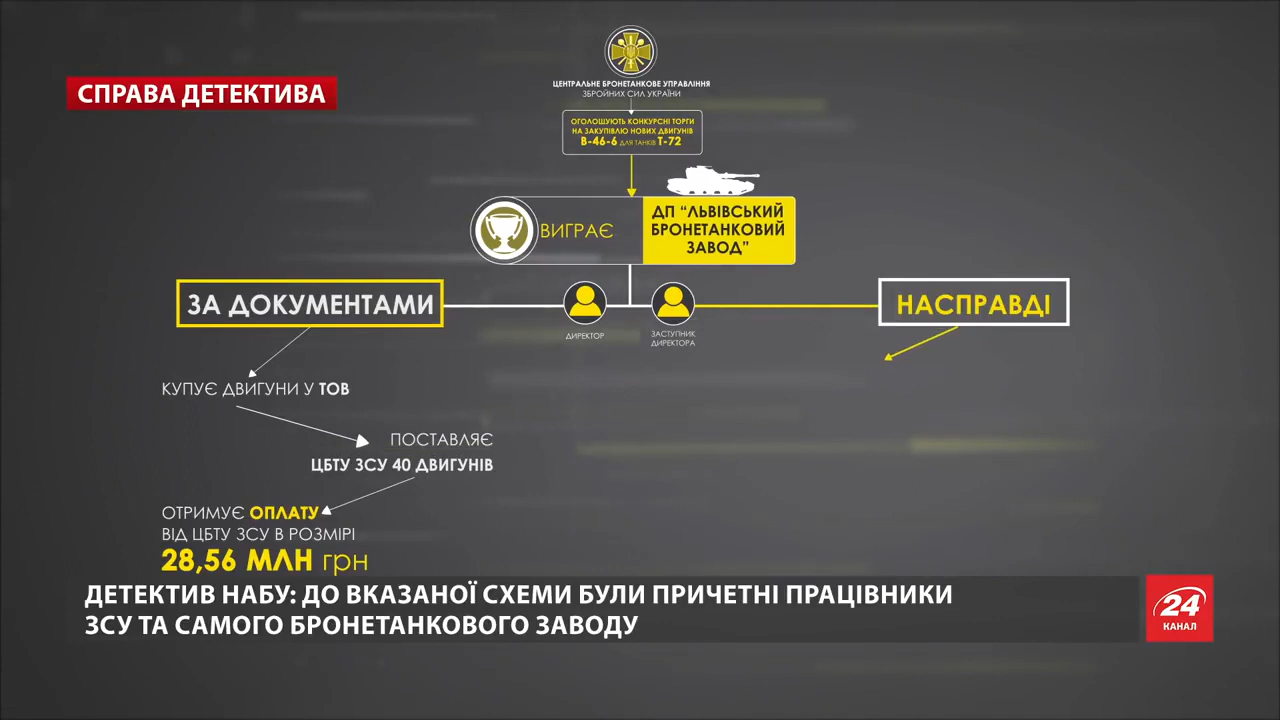 ЦЕНТРАЛЬНЕ БРОНЕТАНКОВЕ УПРАВЛІННЯ
ЗБРОЙНИХ СИЛ УКРАЇНИ
СПРАВА ДЕТЕКТИВА
ОГОЛОШУЮТЬ КОНКУРСНІ ТОРГИ
НА ЗАКУПІВЛЮ НОВИХ ДВИГУНІВ
В-46-6 ДЛЯ ТАНКІВ Т-72
ВИГРАЄ
ДП “ЛЬВІВСЬКИЙ
БРОНЕТАНКОВИЙ
ЗАВОД”
ЗА ДОКУМЕНТАМИ
ДИРЕКТОР
ЗАСТУПНИК
ДИРЕКТОРА
НАСПРАВДІ
КУПУЄ ДВИГУНИ У ТОВ
ПОСТАВЛЯЄ
ЦБТУ ЗСУ 40 ДВИГУНІВ
ОТРИМУЄ ОПЛАТУ
ВІД ЦБТУ ЗСУ В РОЗМІРІ
28,56 МЛН грн
ДЕТЕКТИВ НАБУ: ДО ВКАЗАНОЇ СХЕМИ БУЛИ ПРИЧЕТНІ ПРАЦІВНИКИ
ЗСУ ТА САМОГО БРОНЕТАНКОВОГО ЗАВОДУ
24
КАНАЛ